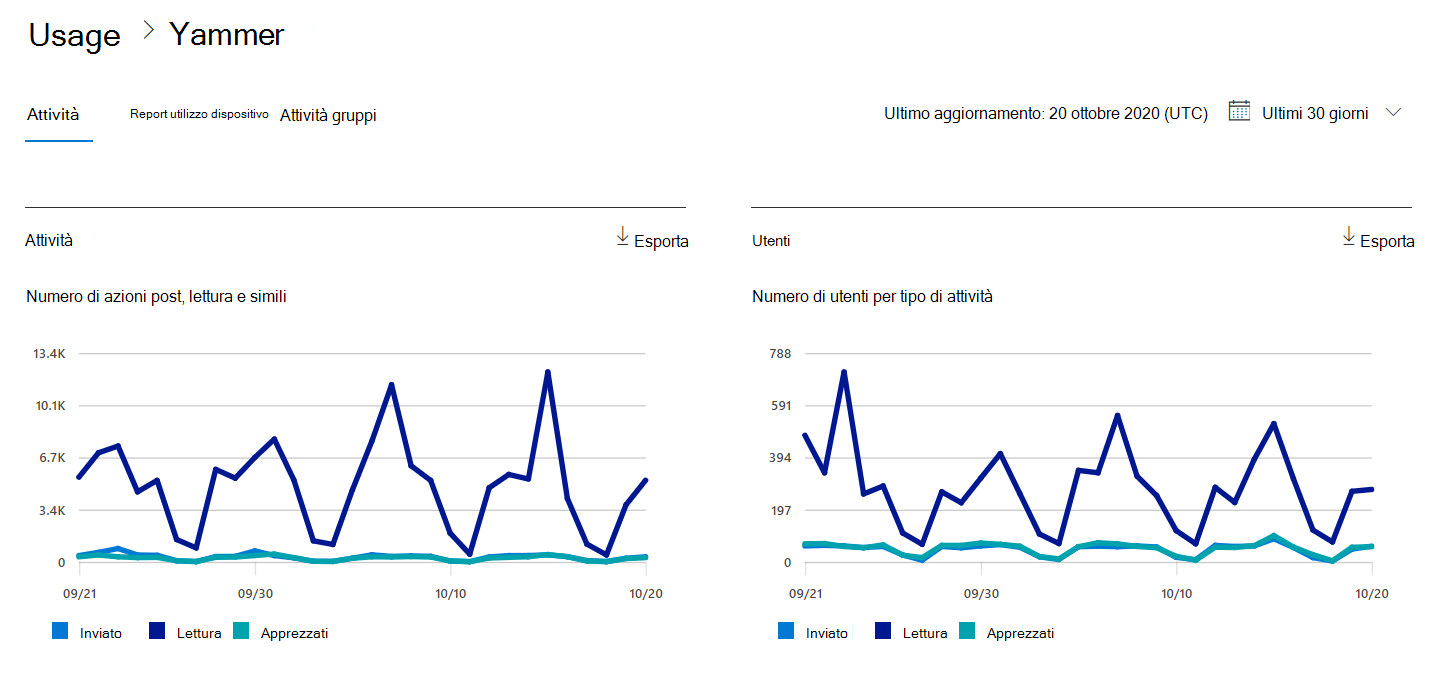 Usage > Yammer
Attività Report utilizzo dispositivo Attività gruppi Ultimo aggiornamento: 20 ottobre 2020 (UTC) Ultimi 30 giorni
Attività Esporta
Numero di azioni post, lettura e simili
13.4K
10.1K
6.7K
3.4K
0
09/21 09/30 10/10 10/20
Inviato Lettura Apprezzati
Utenti Esporta
Numero di utenti per tipo di attività
788
591
394
197
0
09/21 09/30 10/10 10/20
Inviato Lettura Apprezzati